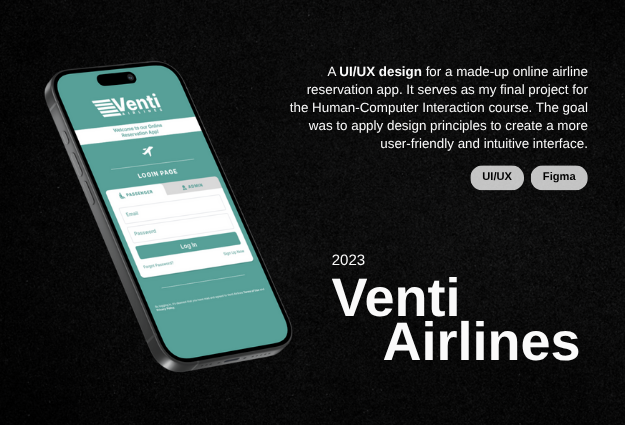 Venti
AIRLINES
Welcome to our Online
Reservation App!
LOGIN PAGE
PASSENGER
ADMIN
Email
Password
Log In
Forgot Password?
Sign Up Now
A UI/UX design for a made-up online airline
reservation app. It serves as my final project for
the Human-Computer Interaction course. The goal
was to apply design principles to create a more
user-friendly and intuitive interface.
UI/UX
Figma
2023
Venti
Airlines